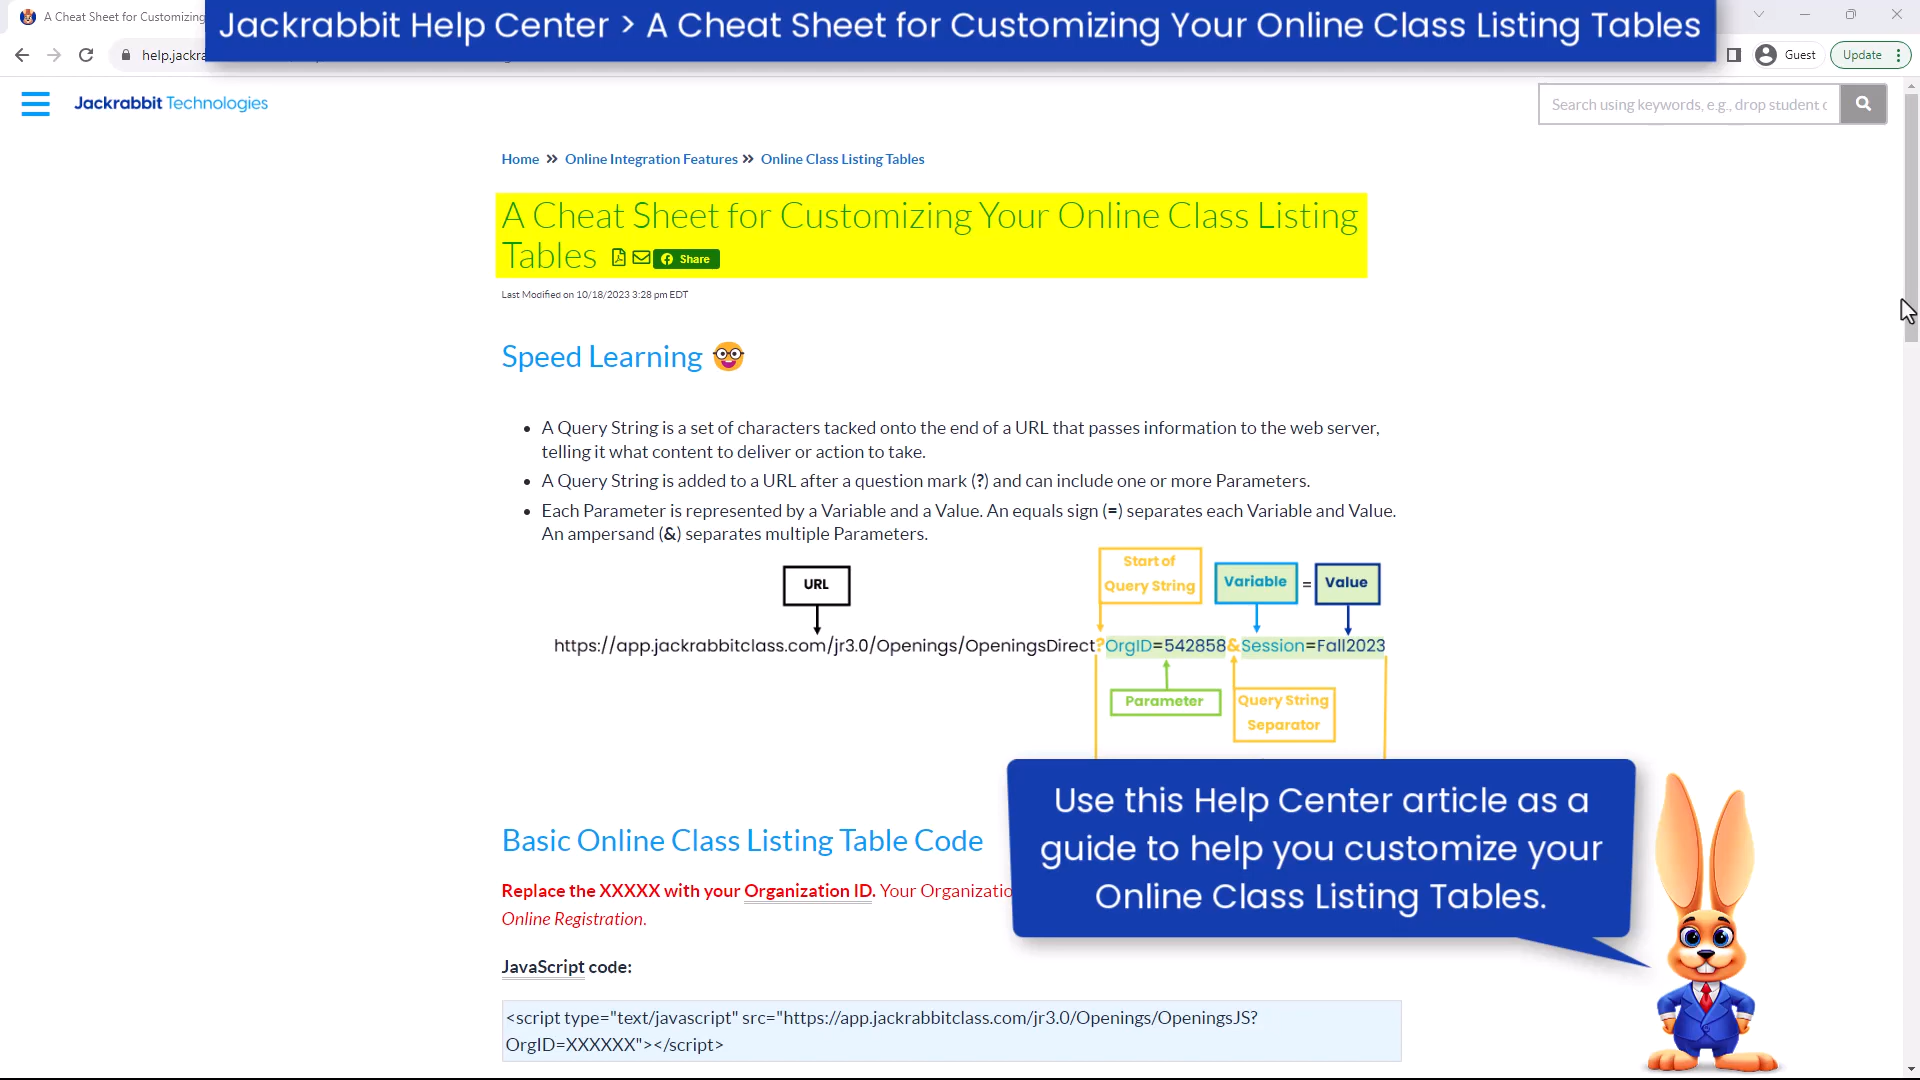 A Cheat Sheet for Customizing
Jackrabbit Help Center > A Cheat Sheet for Customizing Your Online Class Listing Tables
help.jackra
Guest
Update
Jackrabbit Technologies
Search using keywords, e.g., drop student c
Home » Online Integration Features » Online Class Listing Tables
A Cheat Sheet for Customizing Your Online Class Listing
Tables
Share
Last Modified on 10/18/2023 3:28 pm EDT
Speed Learning
• A Query String is a set of characters tacked onto the end of a URL that passes information to the web server,
telling it what content to deliver or action to take.
• A Query String is added to a URL after a question mark (?) and can include one or more Parameters.
• Each Parameter is represented by a Variable and a Value. An equals sign (=) separates each Variable and Value.
An ampersand (&) separates multiple Parameters.
URL
Start of
Query String
Variable = Value
https://app.jackrabbitclass.com/jr3.0/Openings/OpeningsDirect?OrgID=542858&Session=Fall2023
Parameter
Query String
Separator
Use this Help Center article as a
guide to help you customize your
Online Class Listing Tables.
Basic Online Class Listing Table Code
Replace the XXXXX with your Organization ID. Your Organizatio
Online Registration.
JavaScript code:
<script type="text/javascript" src="https://app.jackrabbitclass.com/jr3.0/Openings/OpeningsJS?
OrgID=XXXXXX"></script>